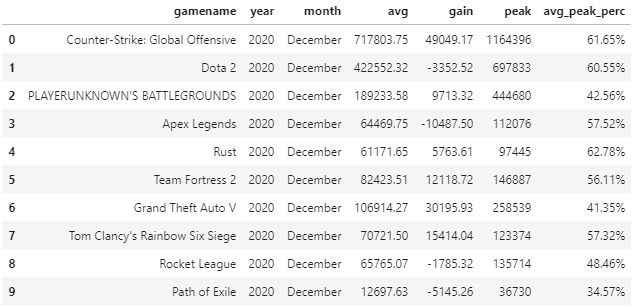 gamename year month avg gain peak avg_peak_perc
0 Counter-Strike: Global Offensive 2020 December 717803.75 49049.17 1164396 61.65%
1 Dota 2 2020 December 422552.32 -3352.52 697833 60.55%
2 PLAYERUNKNOWN'S BATTLEGROUNDS 2020 December 189233.58 9713.32 444680 42.56%
3 Apex Legends 2020 December 64469.75 -10487.50 112076 57.52%
4 Rust 2020 December 61171.65 5763.61 97445 62.78%
5 Team Fortress 2 2020 December 82423.51 12118.72 146887 56.11%
6 Grand Theft Auto V 2020 December 106914.27 30195.93 258539 41.35%
7 Tom Clancy's Rainbow Six Siege 2020 December 70721.50 15414.04 123374 57.32%
8 Rocket League 2020 December 65765.07 -1785.32 135714 48.46%
9 Path of Exile 2020 December 12697.63 -5145.26 36730 34.57%